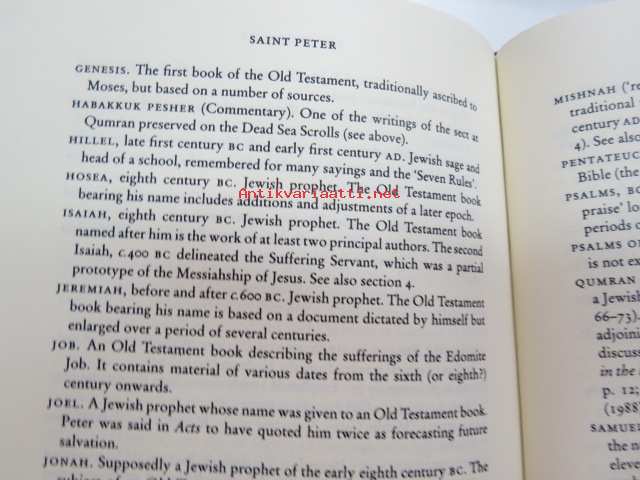 SAINT PETER
GENESIS. The first book of the Old Testament, traditionally ascribed to
Moses, but based on a number of sources.
HABAKKUK PESHER (Commentary). One of the writings of the sect at
Qumran preserved on the Dead Sea Scrolls (see above).
HILLEL, late first century BC and early first century AD. Jewish sage and
head of a school, remembered for many sayings and the ‘Seven Rules’.
HOSEA, eighth century BC. Jewish prophet. The Old Testament book
bearing his name includes additions and adjustments of a later epoch.
Antikvariaatti.net
ISAIAH, eighth century BC. Jewish prophet. The Old Testament book
named after him is the work of at least two principal authors. The second
Isaiah, c.400 BC delineated the Suffering Servant, which was a partial
prototype of the Messiahship of Jesus. See also section 4.
JEREMIAH, before and after c.600 BC. Jewish prophet. The Old Testament
book bearing his name is based on a document dictated by himself but
enlarged over a period of several centuries.
JOB. An Old Testament book describing the sufferings of the Edomite
Job. It contains material of various dates from the sixth (or eighth?)
century onwards.
JOEL. A Jewish prophet whose name was given to an Old Testament book.
Peter was said in Acts to have quoted him twice as forecasting future
salvation.
JONAH. Supposedly a Jewish prophet of the early eighth century BC. The
MISHNAH (‘re
traditional
century AD
4). See als
PENTATEUC
Bible (the
PSALMS, BO
praise’ lo
periods o
PSALMS OF
is not ex
QUMRAN
a Jewish
66–73).
adjoini
discuss
in the
p. 12;
(1988)
SAMUEL
the n
eleve